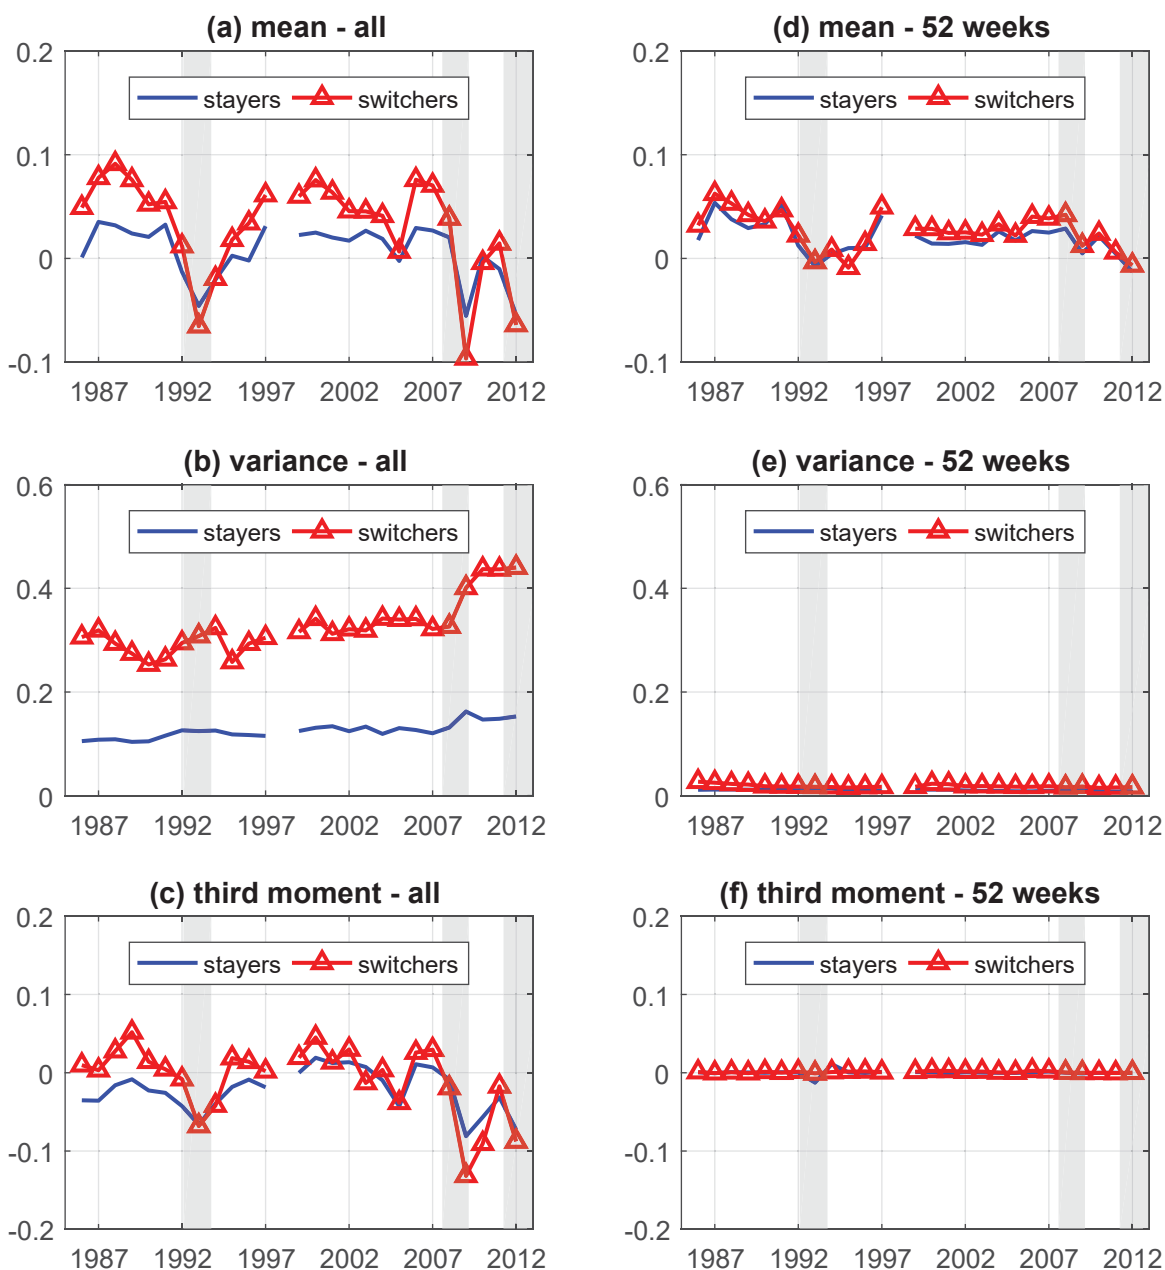 (a) mean - all
0.2
0.1
0
-0.1
stayers switchers
1987 1992 1997 2002 2007 2012
(d) mean - 52 weeks
0.2
0.1
0
-0.1
stayers switchers
1987 1992 1997 2002 2007 2012
(b) variance - all
0.6
0.4
0.2
0
stayers switchers
1987 1992 1997 2002 2007 2012
(e) variance - 52 weeks
0.6
0.4
0.2
0
stayers switchers
1987 1992 1997 2002 2007 2012
(c) third moment - all
0.2
0.1
0
-0.1
-0.2
stayers switchers
1987 1992 1997 2002 2007 2012
(f) third moment - 52 weeks
0.2
0.1
0
-0.1
-0.2
stayers switchers
1987 1992 1997 2002 2007 2012